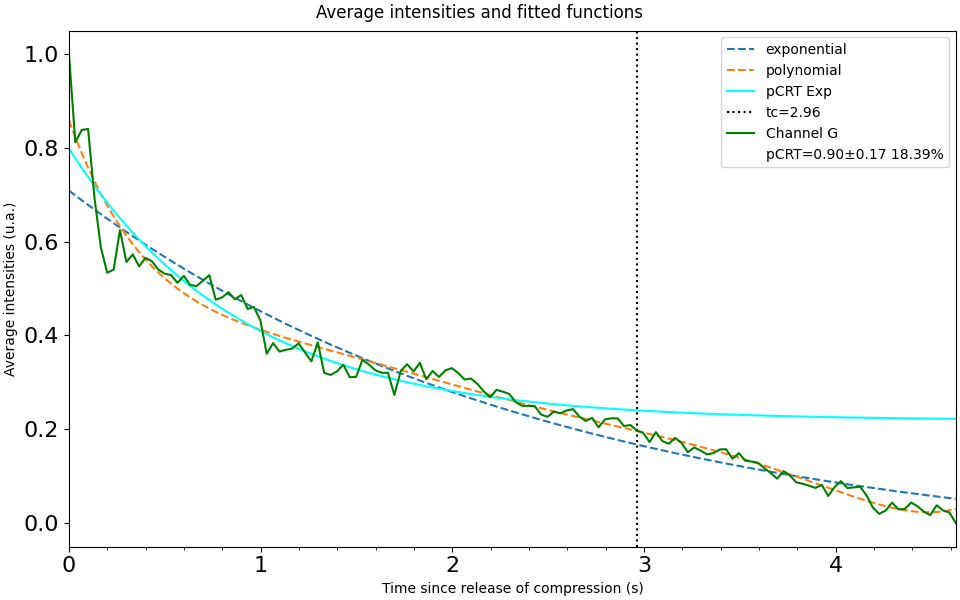 Average intensities and fitted functions
Average intensities (u.a.)
1.0
0.8
0.6
0.4
0.2
0.0
exponential
polynomial
pCRT Exp
tc=2.96
Channel G
pCRT=0.90±0.17 18.39%
0 1 2 3 4
Time since release of compression (s)